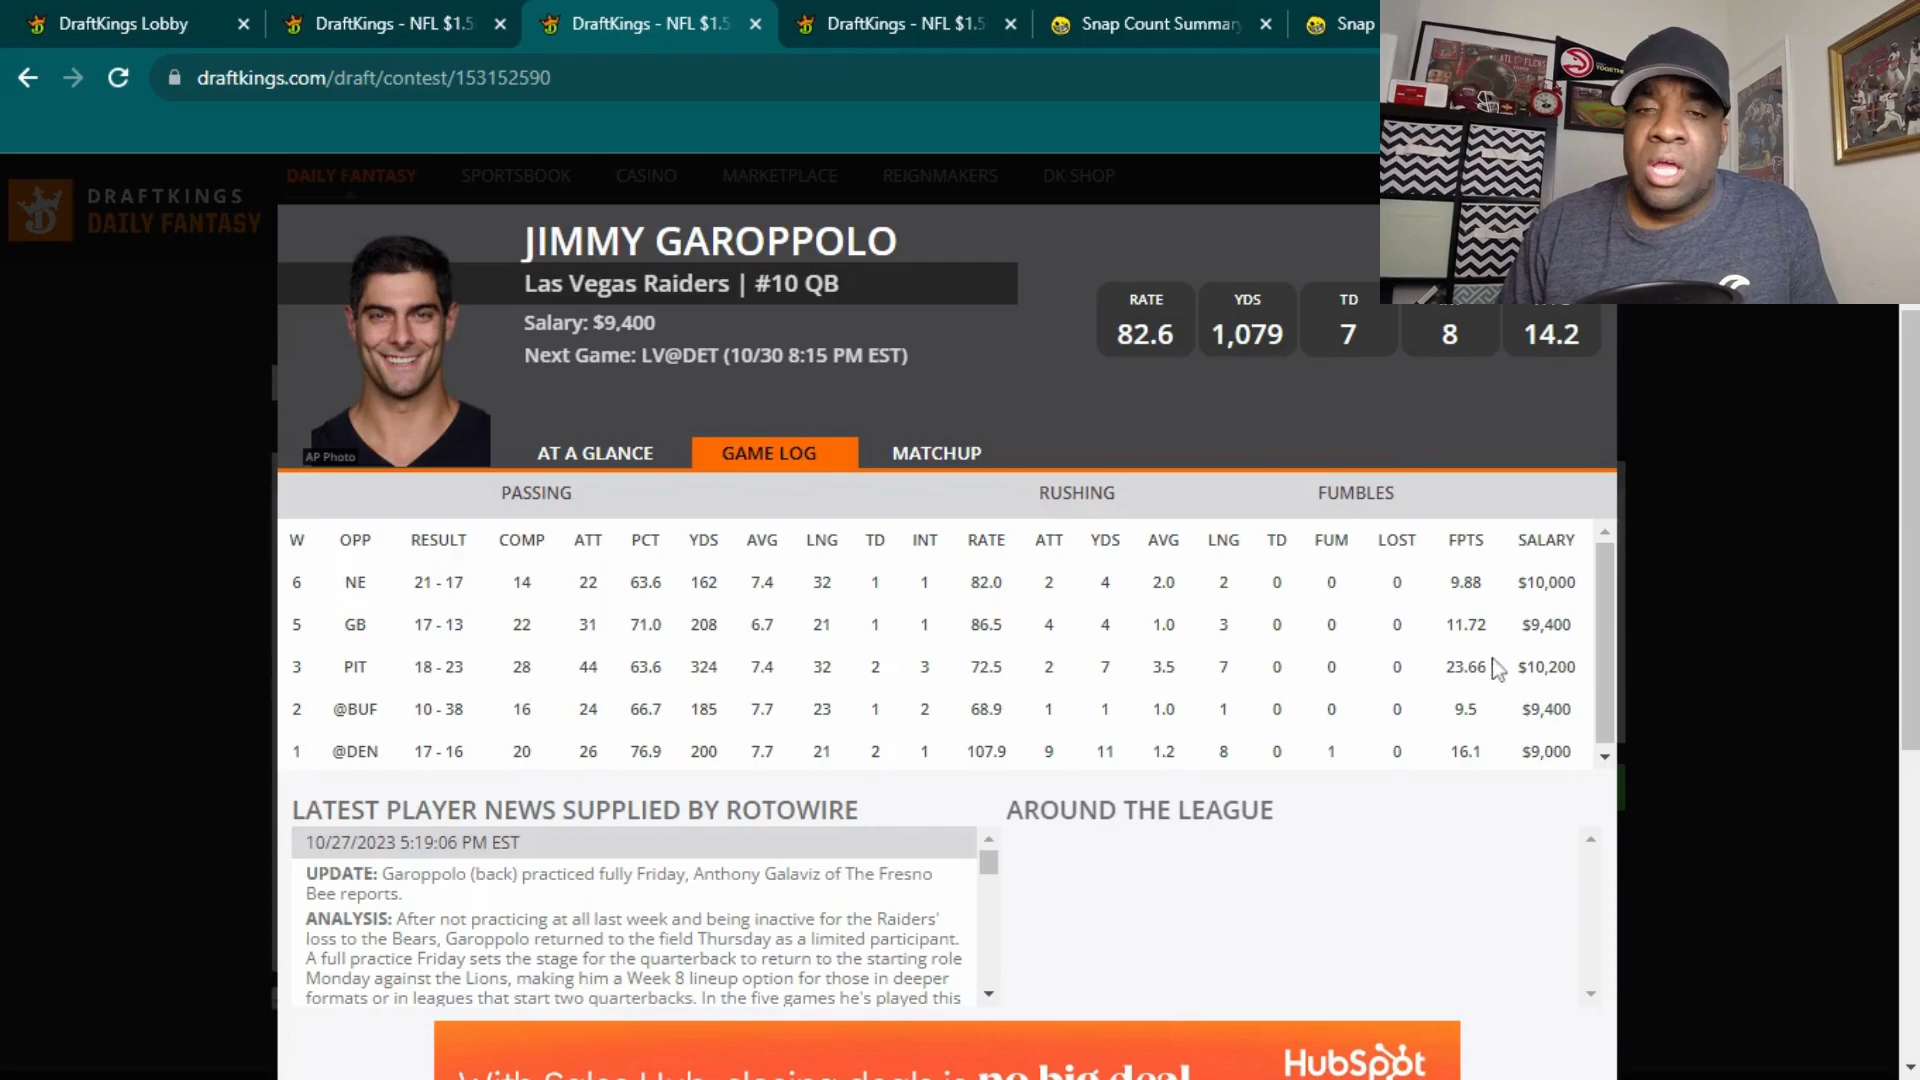 DraftKings Lobby
DraftKings - NFL $1.5
DraftKings - NFL $1.5
DraftKings - NFL $1.5
Snap Count Summary
Snap
draftkings.com/draft/contest/153152590
DRAFTKINGS
DAILY FANTASY
DAILY FANTASY SPORTSBOOK CASINO MARKETPLACE REIGNMAKERS DK SHOP
JIMMY GAROPPOLO
Las Vegas Raiders | #10 QB
Salary: $9,400
Next Game: LV@DET (10/30 8:15 PM EST)
RATE YDS TD
82.6 1,079 7 8 14.2
AP Photo
AT A GLANCE GAME LOG MATCHUP
PASSING RUSHING FUMBLES
W OPP RESULT COMP ATT PCT YDS AVG LNG TD INT RATE ATT YDS AVG LNG TD FUM LOST FPTS SALARY
6 NE 21 - 17 14 22 63.6 162 7.4 32 1 1 82.0 2 4 2.0 2 0 0 0 9.88 $10,000
5 GB 17 - 13 22 31 71.0 208 6.7 21 1 1 86.5 4 4 1.0 3 0 0 0 11.72 $9,400
3 PIT 18 - 23 28 44 63.6 324 7.4 32 2 3 72.5 2 7 3.5 7 0 0 0 23.66 $10,200
2 @BUF 10 - 38 16 24 66.7 185 7.7 23 1 2 68.9 1 1 1.0 1 0 0 0 9.5 $9,400
1 @DEN 17 - 16 20 26 76.9 200 7.7 21 2 1 107.9 9 11 1.2 8 0 1 0 16.1 $9,000
LATEST PLAYER NEWS SUPPLIED BY ROTOWIRE
AROUND THE LEAGUE
10/27/2023 5:19:06 PM EST
UPDATE: Garoppolo (back) practiced fully Friday, Anthony Galaviz of The Fresno
Bee reports.
ANALYSIS: After not practicing at all last week and being inactive for the Raiders'
loss to the Bears, Garoppolo returned to the field Thursday as a limited participant.
A full practice Friday sets the stage for the quarterback to return to the starting role
Monday against the Lions, making him a Week 8 lineup option for those in deeper
formats or in leagues that start two quarterbacks. In the five games he's played this
With Sales Hub, closing deals is no big deal
HubSpot